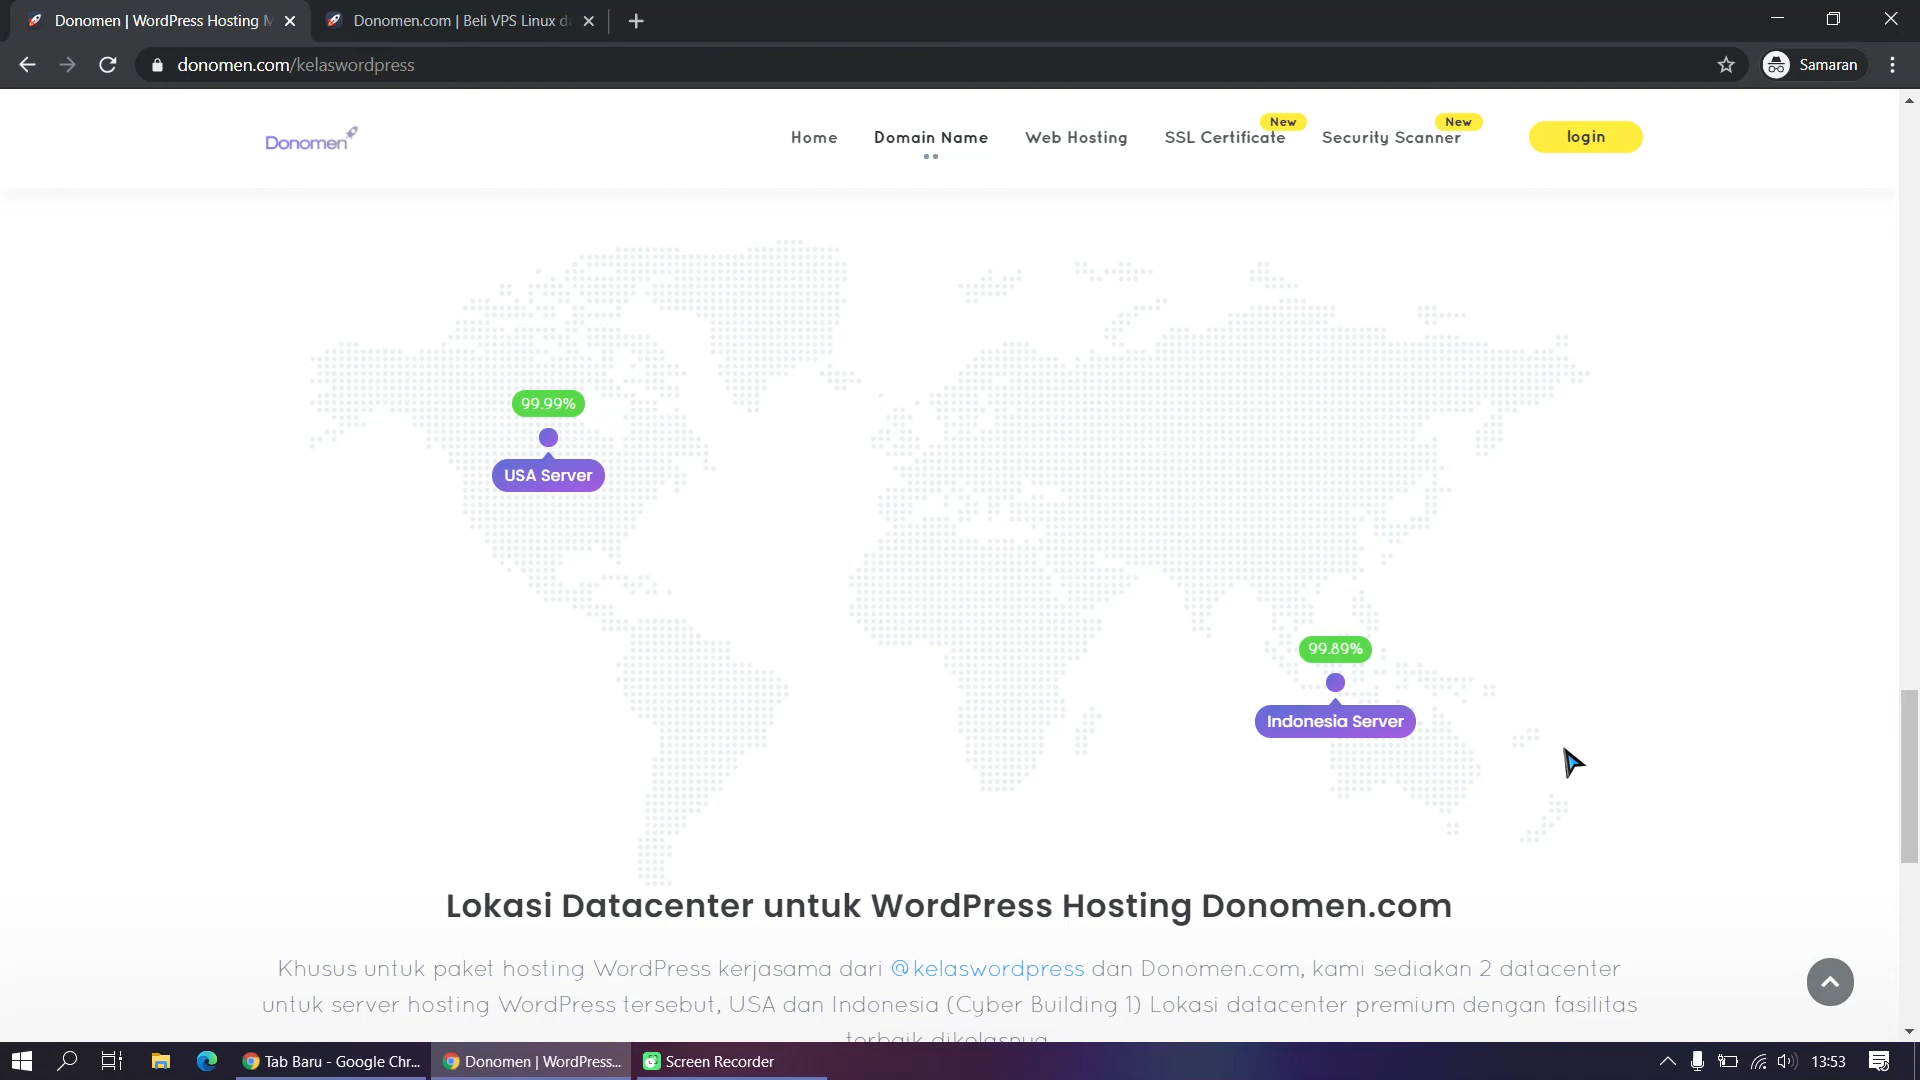 Donomen | WordPress Hosting M
Donomen.com | Beli VPS Linux d
donomen.com/kelaswordpress
Samaran
Donomen
Home
Domain Name
Web Hosting
SSL Certificate
New
Security Scanner
New
login
99.99%
USA Server
99.89%
Indonesia Server
Lokasi Datacenter untuk WordPress Hosting Donomen.com
Khusus untuk paket hosting WordPress kerjasama dari @kelaswordpress dan Donomen.com, kami sediakan 2 datacenter
untuk server hosting WordPress tersebut, USA dan Indonesia (Cyber Building 1) Lokasi datacenter premium dengan fasilitas
terbaik dikelasnya
Tab Baru - Google Chr...
Donomen | WordPress...
Screen Recorder
13:53